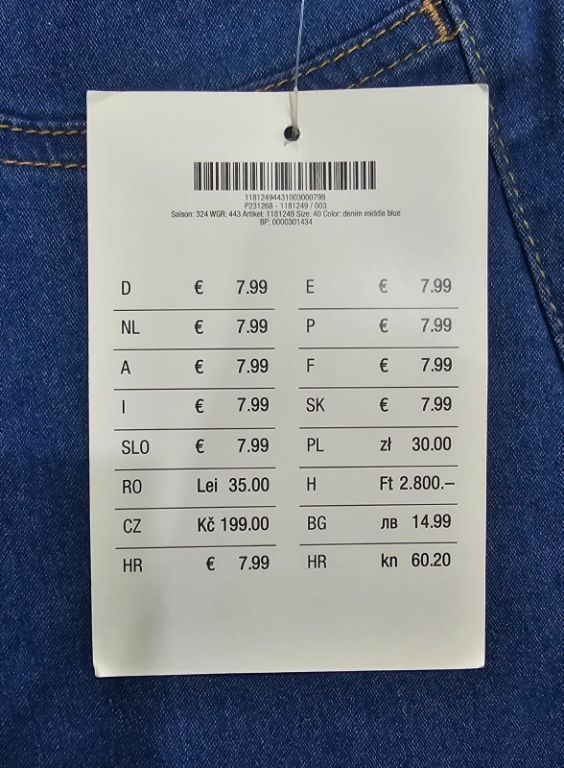 11812494431003000799
P231268 - 1181249 / 003
Saison: 324 WGR: 443 Artikel: 1181249 Size: 40 Color: denim middle blue
BP: 0000301434
D € 7.99 E € 7.99
NL € 7.99 P € 7.99
A € 7.99 F € 7.99
I € 7.99 SK € 7.99
SLO € 7.99 PL zł 30.00
RO Lei 35.00 H Ft 2.800.–
CZ Kč 199.00 BG лв 14.99
HR € 7.99 HR kn 60.20